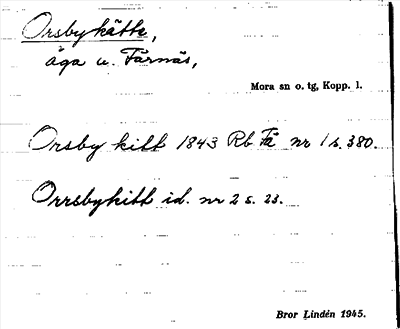 Orsbykätte,
äga u. Färnäs,
Mora sn o. tg, Kopp. l.
Orsby kitt 1843 Rb Fä nr 1 s. 380.
Orrsbykitt id. nr 2 s. 23.
Bror Lindén 1945.